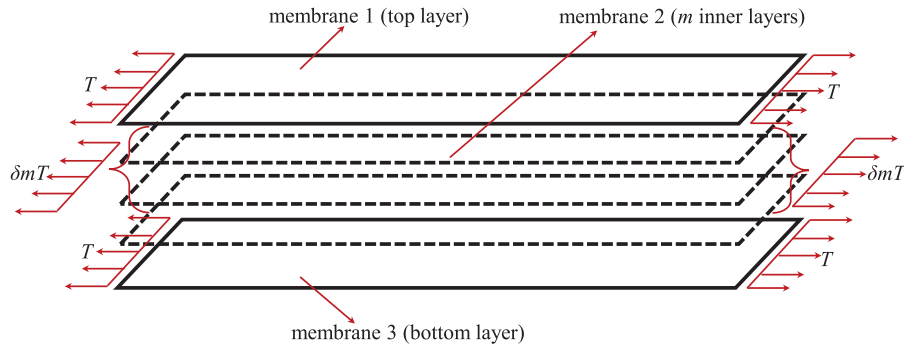 membrane 1 (top layer)
membrane 2 (m inner layers)
T
T
δmT
δmT
T
T
membrane 3 (bottom layer)